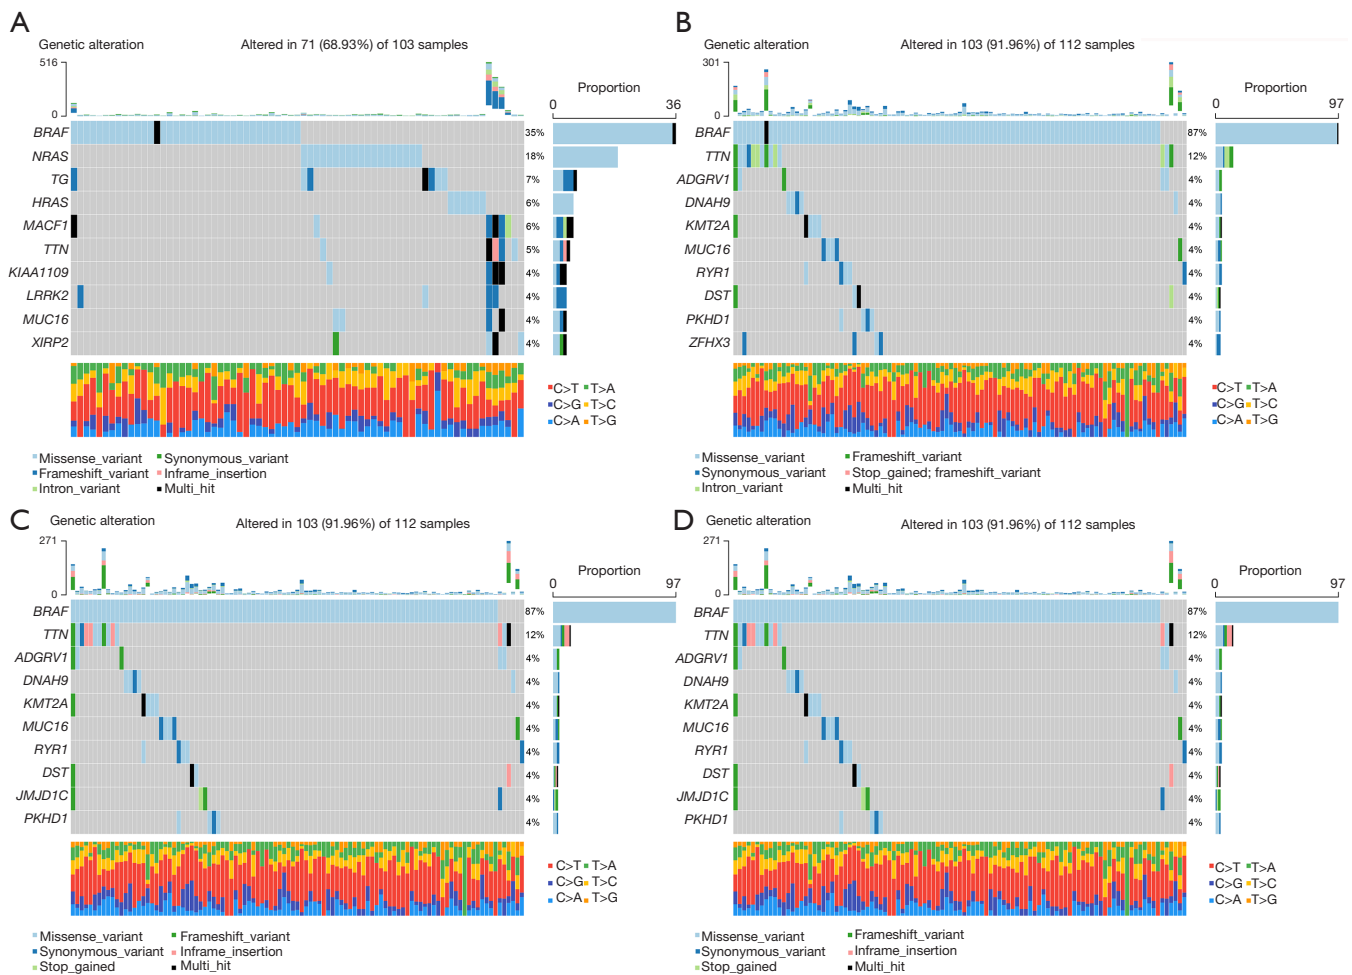 A
Genetic alteration
Altered in 71 (68.93%) of 103 samples
516
0
Proportion
0 36
BRAF 35%
NRAS 18%
TG 7%
HRAS 6%
MACF1 6%
TTN 5%
KIAA1109 4%
LRRK2 4%
MUC16 4%
XIRP2 4%
C>T T>A
C>G T>C
C>A T>G
Missense_variant Synonymous_variant
Frameshift_variant Inframe_insertion
Intron_variant Multi_hit
B
Genetic alteration
Altered in 103 (91.96%) of 112 samples
301
0
Proportion
0 97
BRAF 87%
TTN 12%
ADGRV1 4%
DNAH9 4%
KMT2A 4%
MUC16 4%
RYR1 4%
DST 4%
PKHD1 4%
ZFHX3 4%
C>T T>A
C>G T>C
C>A T>G
Missense_variant Frameshift_variant
Synonymous_variant Stop_gained; frameshift_variant
Intron_variant Multi_hit
C
Genetic alteration
Altered in 103 (91.96%) of 112 samples
271
0
Proportion
0 97
BRAF 87%
TTN 12%
ADGRV1 4%
DNAH9 4%
KMT2A 4%
MUC16 4%
RYR1 4%
DST 4%
JMJD1C 4%
PKHD1 4%
C>T T>A
C>G T>C
C>A T>G
Missense_variant Frameshift_variant
Synonymous_variant Inframe_insertion
Stop_gained Multi_hit
D
Genetic alteration
Altered in 103 (91.96%) of 112 samples
271
0
Proportion
0 97
BRAF 87%
TTN 12%
ADGRV1 4%
DNAH9 4%
KMT2A 4%
MUC16 4%
RYR1 4%
DST 4%
JMJD1C 4%
PKHD1 4%
C>T T>A
C>G T>C
C>A T>G
Missense_variant Frameshift_variant
Synonymous_variant Inframe_insertion
Stop_gained Multi_hit